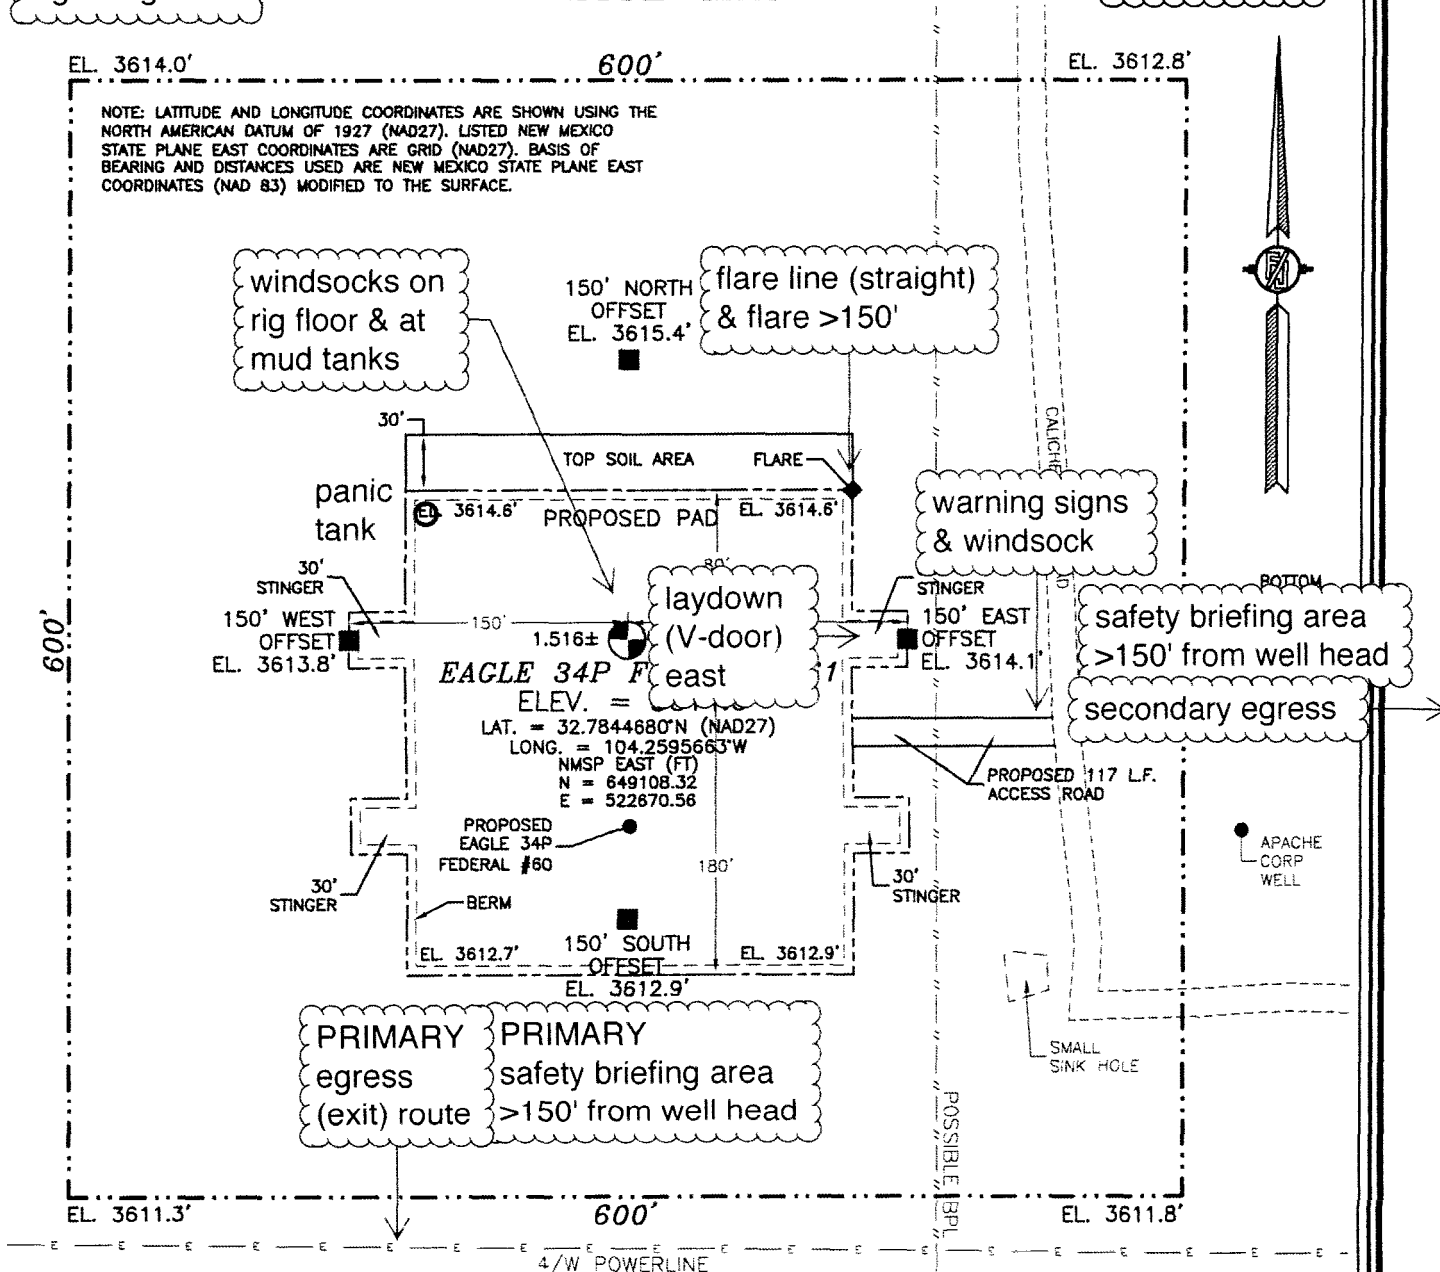 EL. 3614.0'
600'
EL. 3612.8'
NOTE: LATITUDE AND LONGITUDE COORDINATES ARE SHOWN USING THE
NORTH AMERICAN DATUM OF 1927 (NAD27). LISTED NEW MEXICO
STATE PLANE EAST COORDINATES ARE GRID (NAD27). BASIS OF
BEARING AND DISTANCES USED ARE NEW MEXICO STATE PLANE EAST
COORDINATES (NAD 83) MODIFIED TO THE SURFACE.
windsocks on
rig floor & at
mud tanks
150' NORTH
OFFSET
EL. 3615.4'
flare line (straight)
& flare >150'
30'
TOP SOIL AREA
FLARE
CALICHE
panic
tank
EL. 3614.6'
PROPOSED PAD
EL. 3614.6'
warning signs
& windsock
80'
30'
STINGER
150' WEST
OFFSET
EL. 3613.8'
600'
150'
1.516±
laydown
(V-door)
east
STINGER
150' EAST
OFFSET
EL. 3614.1'
BOTTOM
safety briefing area
>150' from well head
secondary egress
EAGLE 34P
ELEV. =
LAT. = 32.7844680°N (NAD27)
LONG. = 104.2595663°W
NMSP EAST (FT)
N = 649108.32
E = 522670.56
PROPOSED 117 L.F.
ACCESS ROAD
PROPOSED
EAGLE 34P
FEDERAL #60
180'
30'
STINGER
BERM
30'
STINGER
APACHE
CORP
WELL
EL. 3612.7'
150' SOUTH
OFFSET
EL. 3612.9'
EL. 3612.9'
PRIMARY
egress
(exit) route
PRIMARY
safety briefing area
>150' from well head
SMALL
SINK HOLE
POSSIBLE BPL
EL. 3611.3'
600'
EL. 3611.8'
E E E E E E E E E E E E E E E E E E E E
4/W POWERLINE